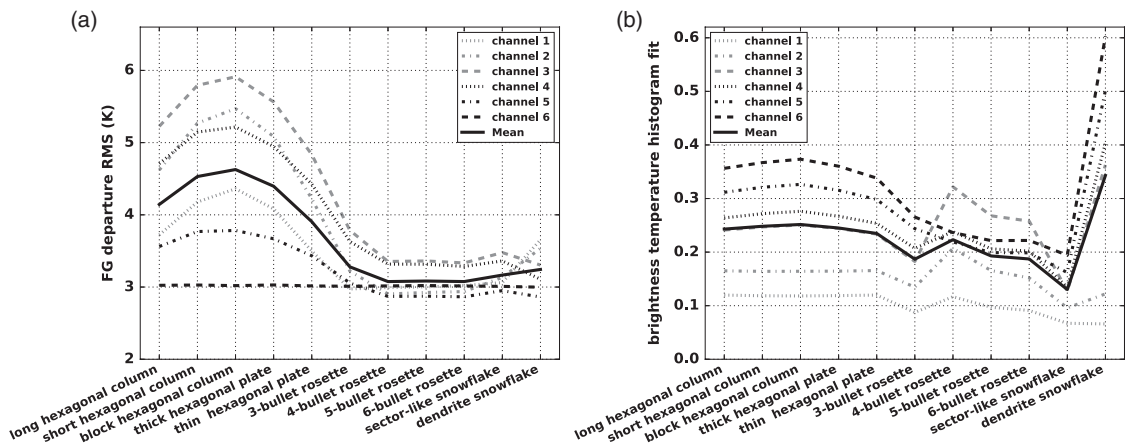 (a)
FG departure RMS (K)
6
5
4
3
2
channel 1
channel 2
channel 3
channel 4
channel 5
channel 6
Mean
long hexagonal column
short hexagonal column
block hexagonal column
thick hexagonal plate
thin hexagonal plate
3-bullet rosette
4-bullet rosette
5-bullet rosette
6-bullet rosette
sector-like snowflake
dendrite snowflake
(b)
brightness temperature histogram fit
0.6
0.5
0.4
0.3
0.2
0.1
0.0
channel 1
channel 2
channel 3
channel 4
channel 5
channel 6
Mean
long hexagonal column
short hexagonal column
block hexagonal column
thick hexagonal plate
thin hexagonal plate
3-bullet rosette
4-bullet rosette
5-bullet rosette
6-bullet rosette
sector-like snowflake
dendrite snowflake